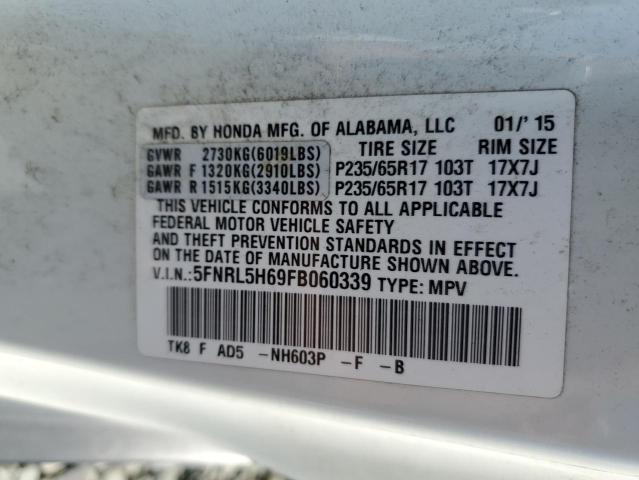 MFD. BY HONDA MFG. OF ALABAMA, LLC 01/' 15
TIRE SIZE RIM SIZE
GVWR 2730KG(6019LBS)
GAWR F 1320KG(2910LBS) P235/65R17 103T 17X7J
GAWR R 1515KG(3340LBS) P235/65R17 103T 17X7J
THIS VEHICLE CONFORMS TO ALL APPLICABLE
FEDERAL MOTOR VEHICLE SAFETY
AND THEFT PREVENTION STANDARDS IN EFFECT
ON THE DATE OF MANUFACTURE SHOWN ABOVE.
V.I.N.:5FNRL5H69FB060339 TYPE: MPV
TK8 F AD5 -NH603P -F -B